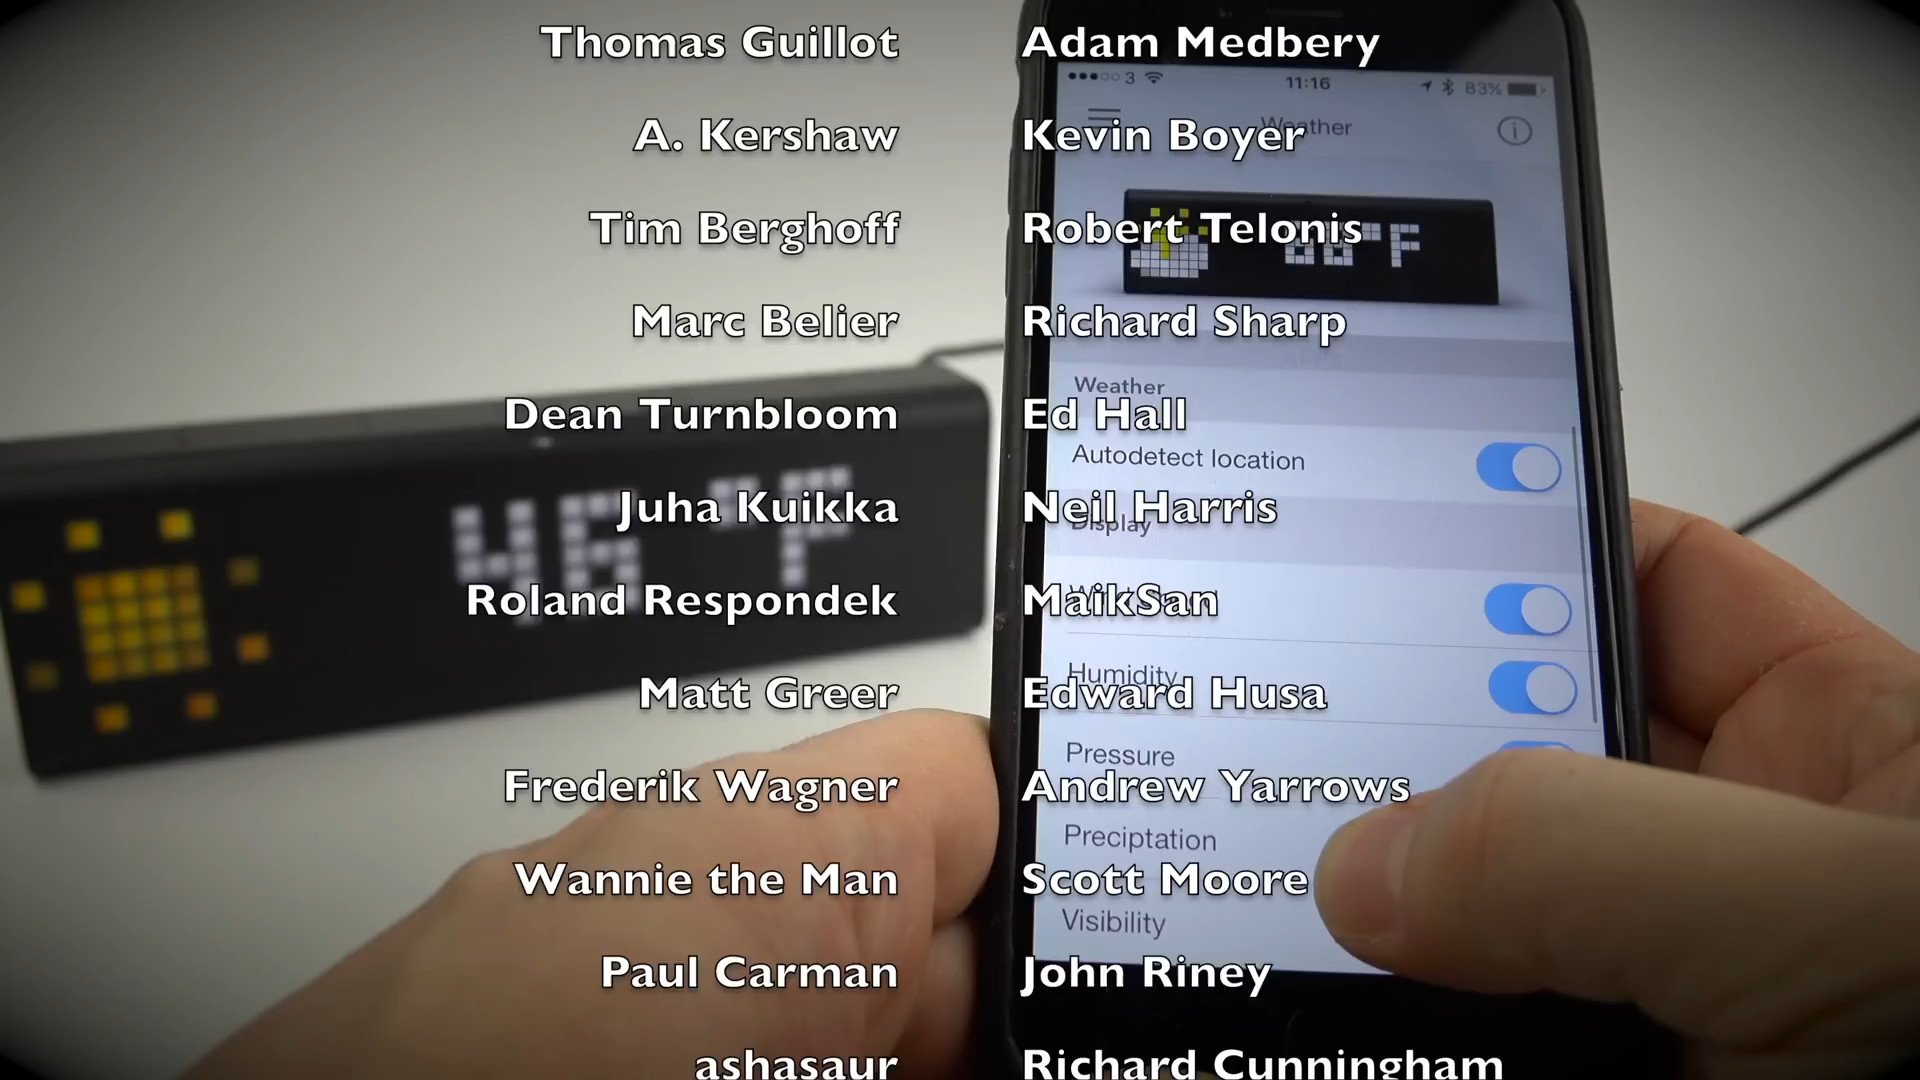 Thomas Guillot Adam Medbery
3 11:16 83%
A. Kershaw Kevin Boyer
Weather
Tim Berghoff Robert Telonis
°F
Marc Belier Richard Sharp
Weather
Dean Turnbloom Ed Hall
Autodetect location
46°F
Juha Kuikka Neil Harris
Display
Roland Respondek MaikSan
Humidity
Matt Greer Edward Husa
Pressure
Frederik Wagner Andrew Yarrows
Preciptation
Wannie the Man Scott Moore
Visibility
Paul Carman John Riney
ashasaur Richard Cunningham